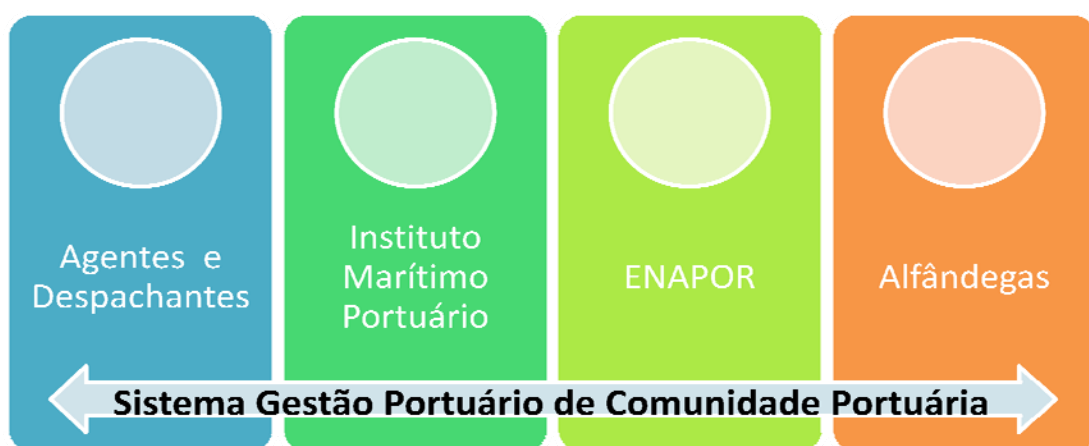 Agentes e
Despachantes
Instituto
Marítimo
Portuário
ENAPOR
Alfândegas
Sistema Gestão Portuário de Comunidade Portuária